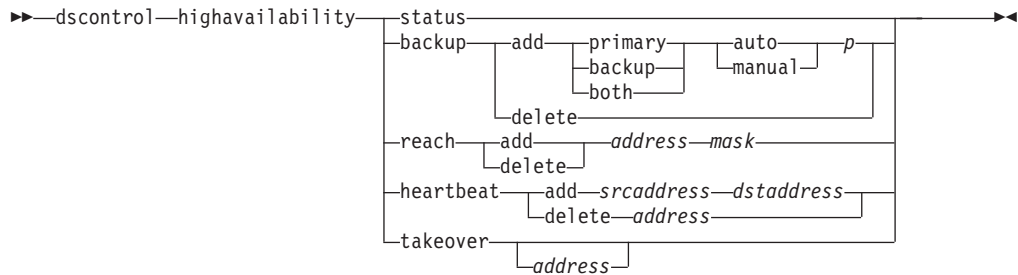 dscontrol highavailability status
backup add primary auto p
backup manual
both
delete
reach add address mask
delete
heartbeat add srcaddress dstaddress
delete address
takeover
address